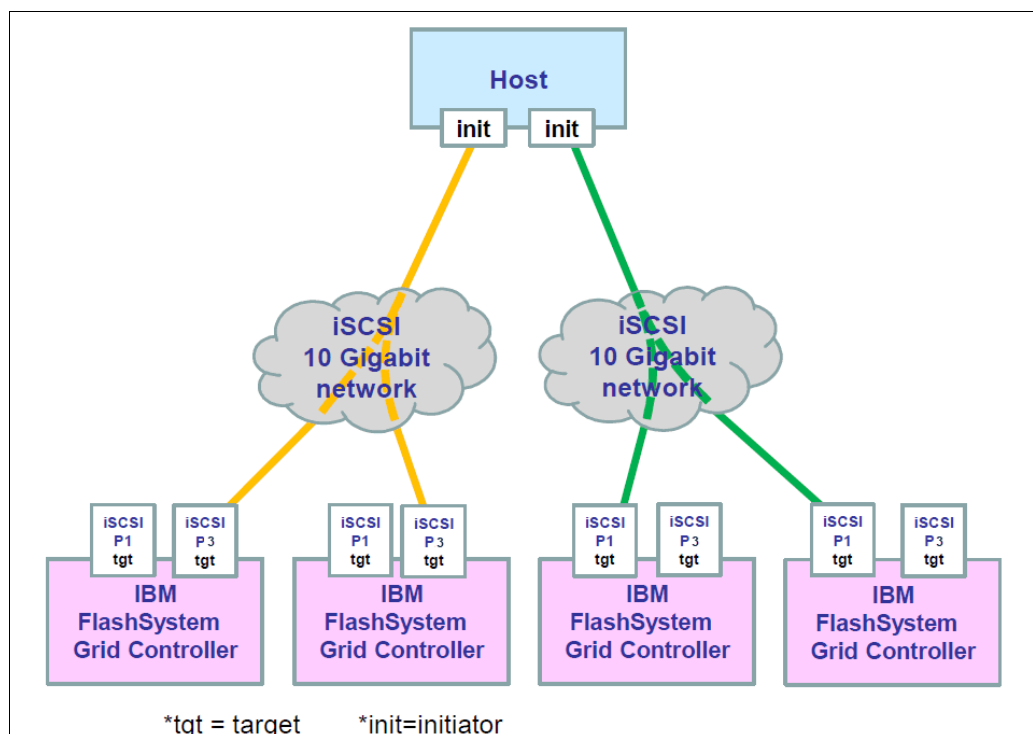 Host
init
init
iSCSI
10 Gigabit
network
iSCSI
10 Gigabit
network
iSCSI
P1
tgt
iSCSI
P3
tgt
iSCSI
P1
tgt
iSCSI
P3
tgt
iSCSI
P1
tgt
iSCSI
P3
tgt
iSCSI
P1
tgt
iSCSI
P3
tgt
IBM
FlashSystem
Grid Controller
IBM
FlashSystem
Grid Controller
IBM
FlashSystem
Grid Controller
IBM
FlashSystem
Grid Controller
*tgt = target *init=initiator